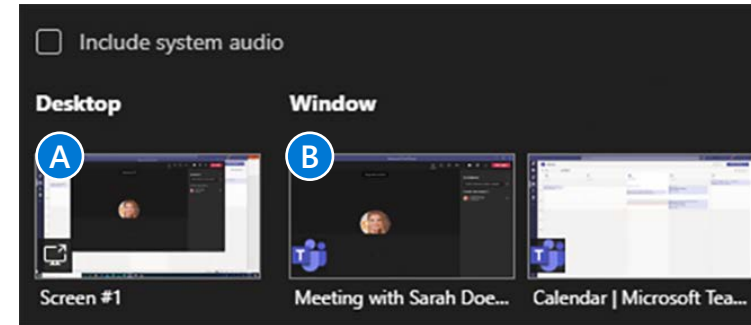 Include system audio
Desktop
Window
A
B
Screen #1
Meeting with Sarah Doe...
Calendar | Microsoft Tea...